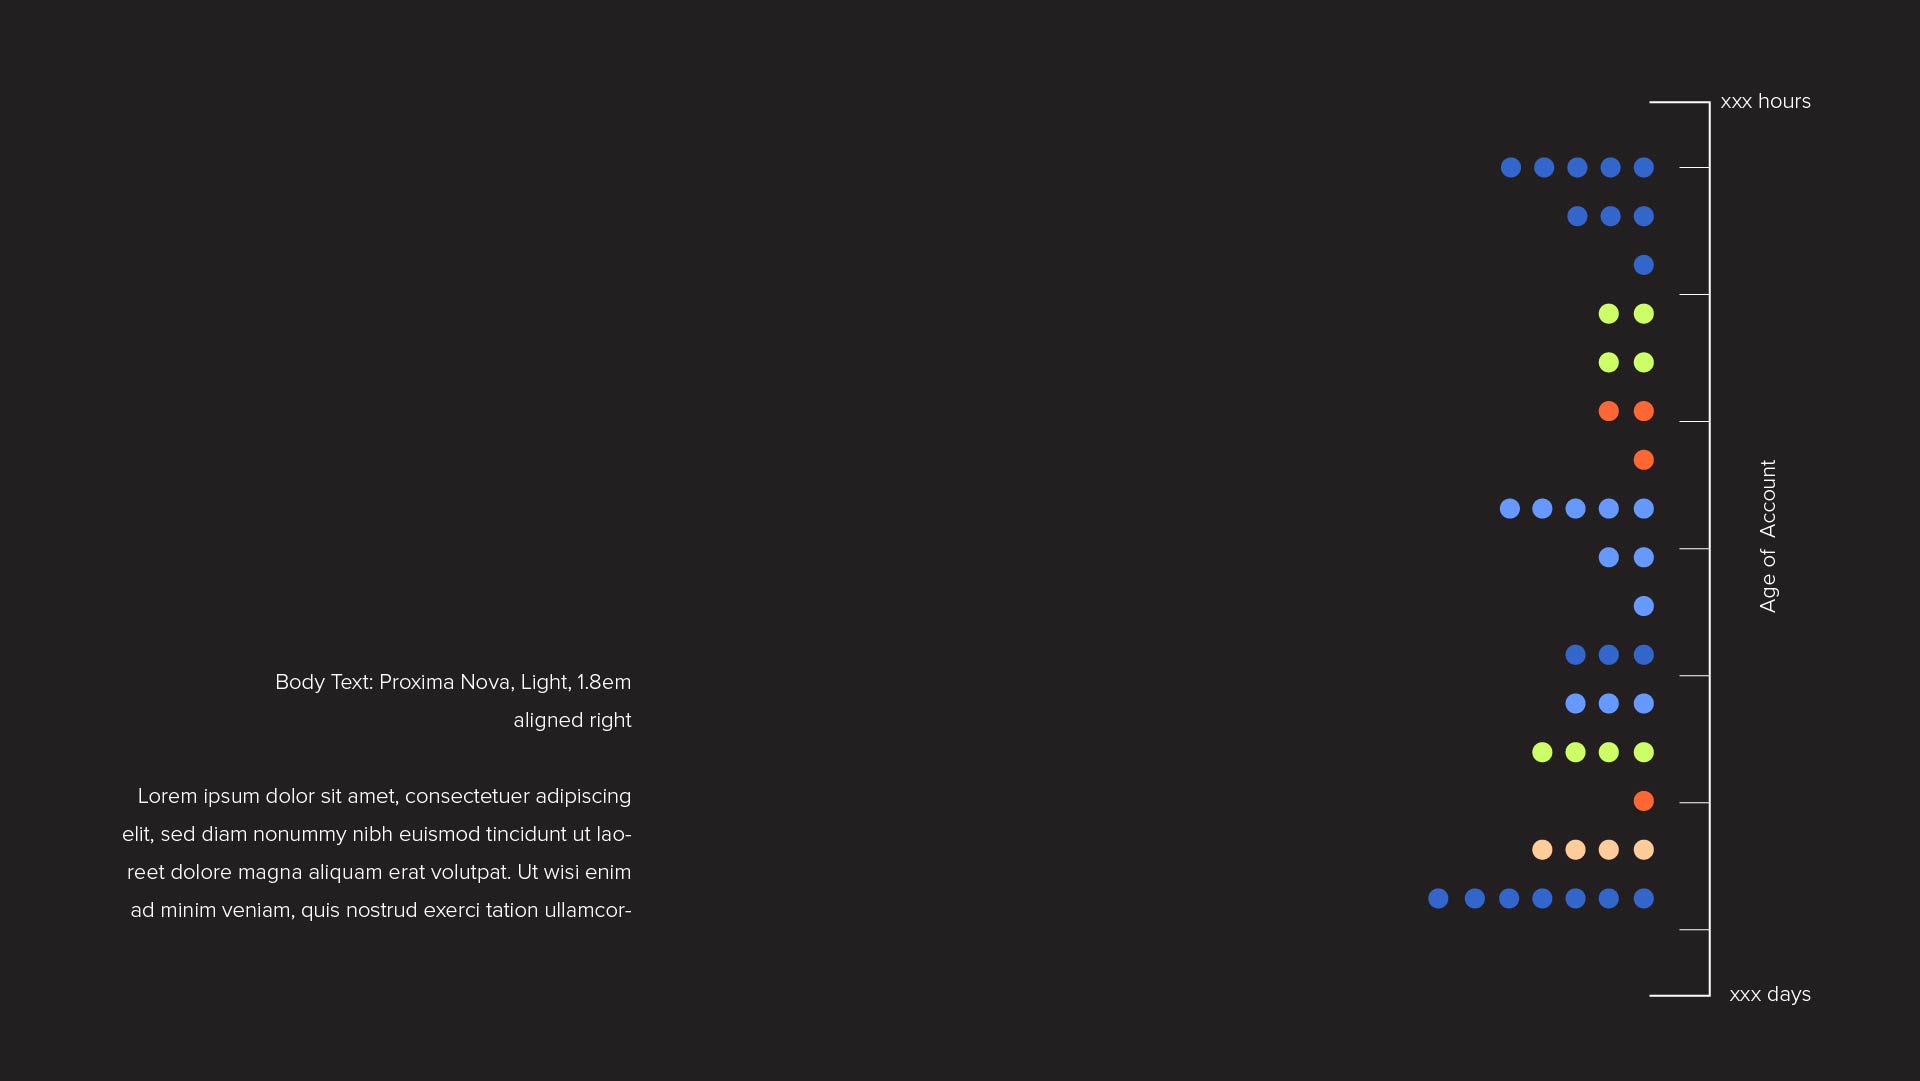 xxx hours
Age of Account
Body Text: Proxima Nova, Light, 1.8em
aligned right
Lorem ipsum dolor sit amet, consectetuer adipiscing
elit, sed diam nonummy nibh euismod tincidunt ut lao-
reet dolore magna aliquam erat volutpat. Ut wisi enim
ad minim veniam, quis nostrud exerci tation ullamcor-
xxx days